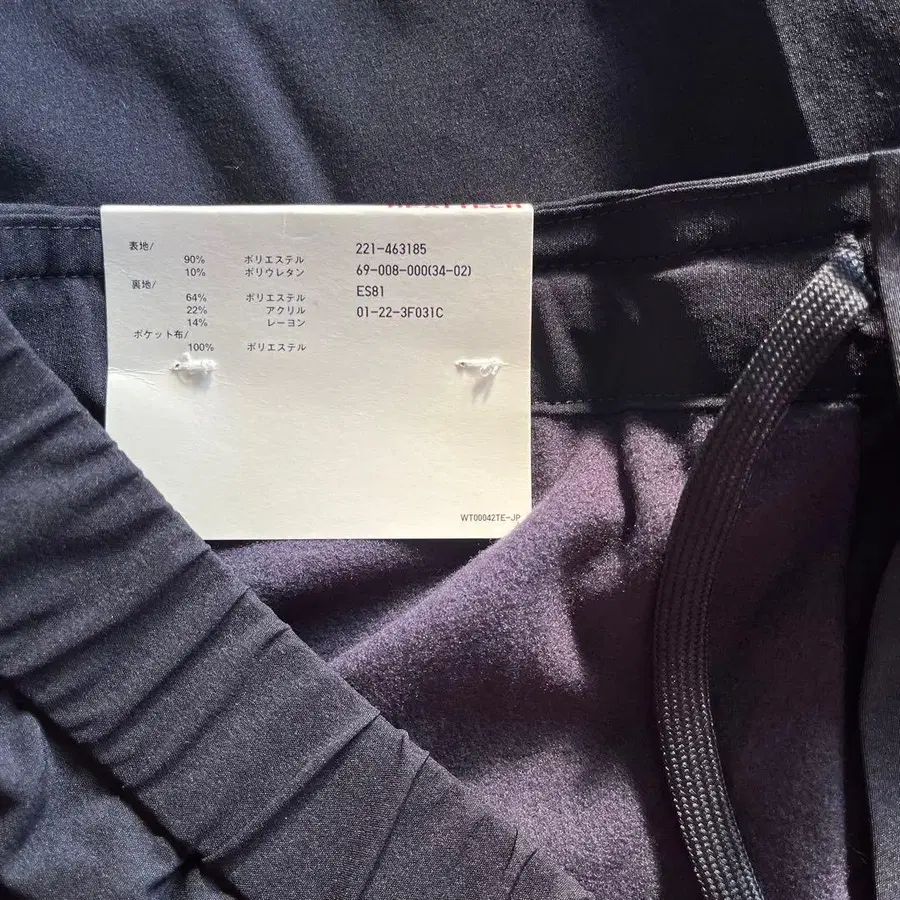 表地/
90% ポリエステル
10% ポリウレタン
裏地/
64% ポリエステル
22% アクリル
14% レーヨン
ポケット布/
100% ポリエステル
221-463185
69-008-000(34-02)
ES81
01-22-3F031C
WT00042TE-JP